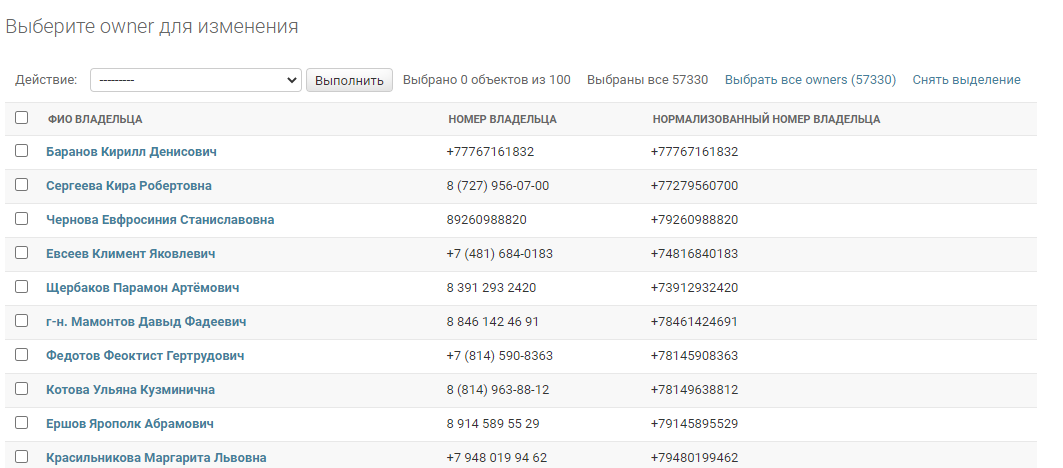 Выберите owner для изменения
Действие: --------- Выполнить Выбрано 0 объектов из 100 Выбраны все 57330 Выбрать все owners (57330) Снять выделение
ФИО ВЛАДЕЛЬЦА НОМЕР ВЛАДЕЛЬЦА НОРМАЛИЗОВАННЫЙ НОМЕР ВЛАДЕЛЬЦА
Баранов Кирилл Денисович +77767161832 +77767161832
Сергеева Кира Робертовна 8 (727) 956-07-00 +77279560700
Чернова Евфросиния Станиславовна 89260988820 +79260988820
Евсеев Климент Яковлевич +7 (481) 684-0183 +74816840183
Щербаков Парамон Артёмович 8 391 293 2420 +73912932420
г-н. Мамонтов Давыд Фадеевич 8 846 142 46 91 +78461424691
Федотов Феоктист Гертрудович +7 (814) 590-8363 +78145908363
Котова Ульяна Кузминична 8 (814) 963-88-12 +78149638812
Ершов Ярополк Абрамович 8 914 589 55 29 +79145895529
Красильникова Маргарита Львовна +7 948 019 94 62 +79480199462